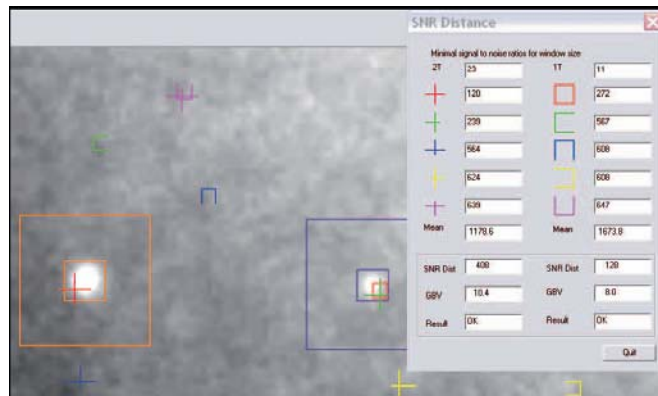 SNR Distance
Minimal signal to noise ratios for window size
2T 23 1T 11
120 272
239 567
564 608
624 608
639 647
Mean 1178.6 Mean 1673.8
SNR Dist 408 SNR Dist 128
GBV 10.4 GBV 8.0
Result OK Result OK
Quit